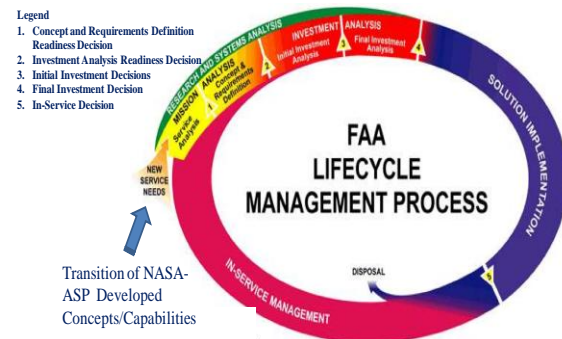 Legend
1. Concept and Requirements Definition
Readiness Decision
2. Investment Analysis Readiness Decision
3. Initial Investment Decisions
4. Final Investment Decision
5. In-Service Decision
RESEARCH AND SYSTEMS ANALYSIS
MISSION ANALYSIS
Service
Analysis
1
Concept &
Requirements
Definition
2
INVESTMENT ANALYSIS
Initial Investment
Analysis
3
Final Investment
Analysis
4
SOLUTION IMPLEMENTATION
FAA
LIFECYCLE
MANAGEMENT PROCESS
NEW
SERVICE
NEEDS
DISPOSAL
5
IN-SERVICE MANAGEMENT
Transition of NASA-
ASP Developed
Concepts/Capabilities